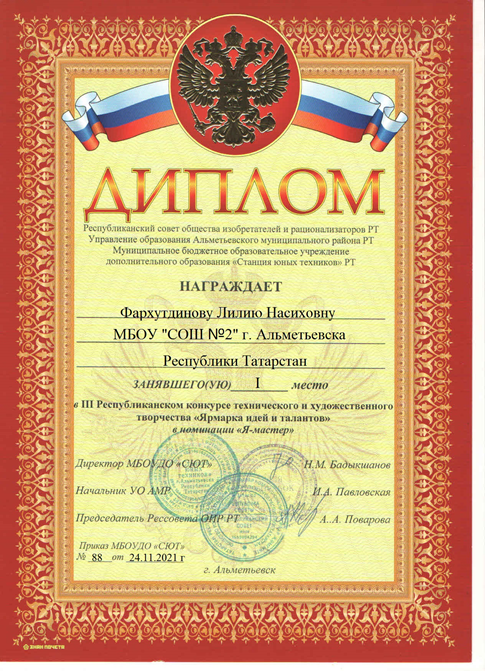 ДИПЛОМ
Республиканский совет общества изобретателей и рационализаторов РТ
Управление образования Альметьевского муниципального района РТ
Муниципальное бюджетное образовательное учреждение
дополнительного образования «Станция юных техников» РТ
НАГРАЖДАЕТ
Фархутдинову Лилию Насиховну
МБОУ "СОШ №2" г. Альметьевска
Республики Татарстан
ЗАНЯВШЕГО(УЮ) I место
в III Республиканском конкурсе технического и художественного
творчества «Ярмарка идей и талантов»
в номинации «Я-мастер»
Директор МБОУДО «СЮТ» Н.М. Бадыкшанов
Начальник УО АМР И.Д. Павловская
Председатель Рессовета ОИР РТ А..А. Поварова
Приказ МБОУДО «СЮТ»
№ 88 от 24.11.2021 г
г. Альметьевск
ЗНАК ПОЧЕТА